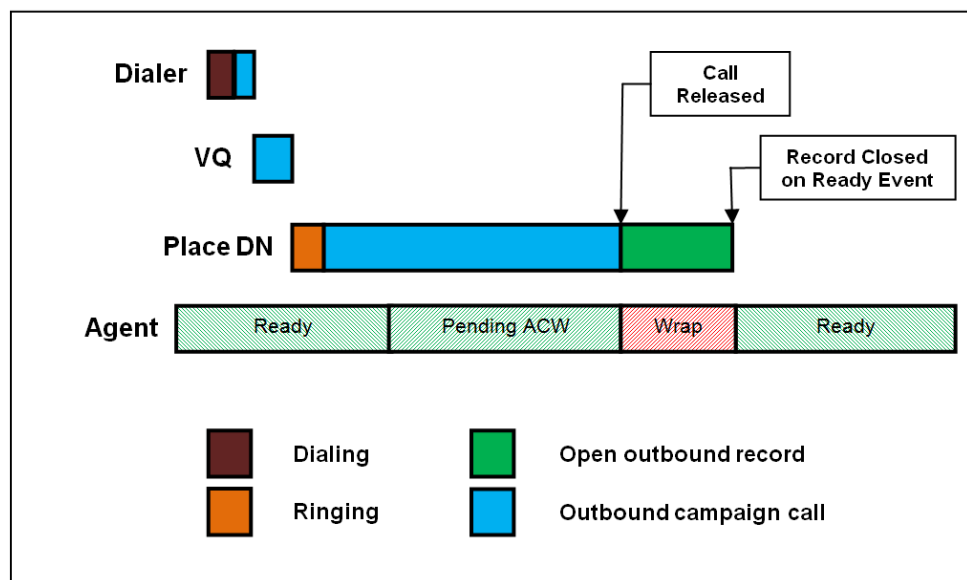 Dialer
Call
Released
VQ
Record Closed
on Ready Event
Place DN
Agent
Ready
Pending ACW
Wrap
Ready
Dialing
Open outbound record
Ringing
Outbound campaign call